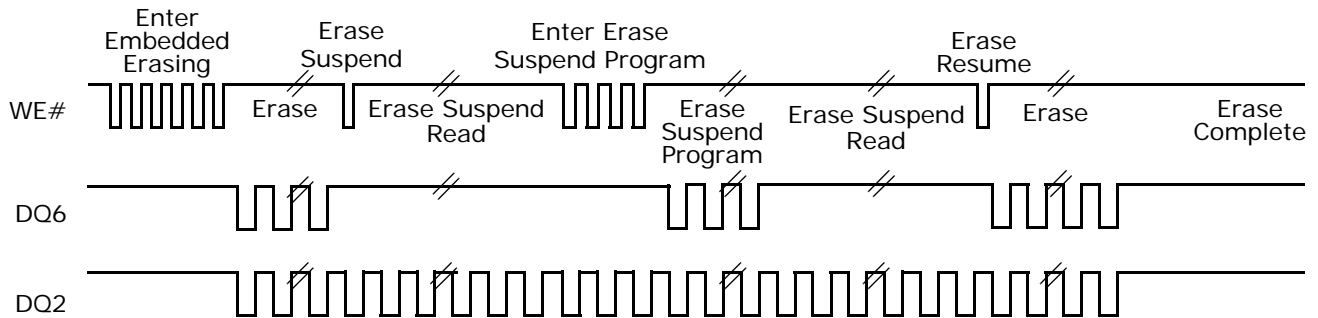 Enter
Embedded
Erasing
Erase
Suspend
Enter Erase
Suspend Program
Erase
Resume
WE#
Erase
Erase Suspend
Read
Erase
Suspend
Program
Erase Suspend
Read
Erase
Erase
Complete
DQ6
DQ2